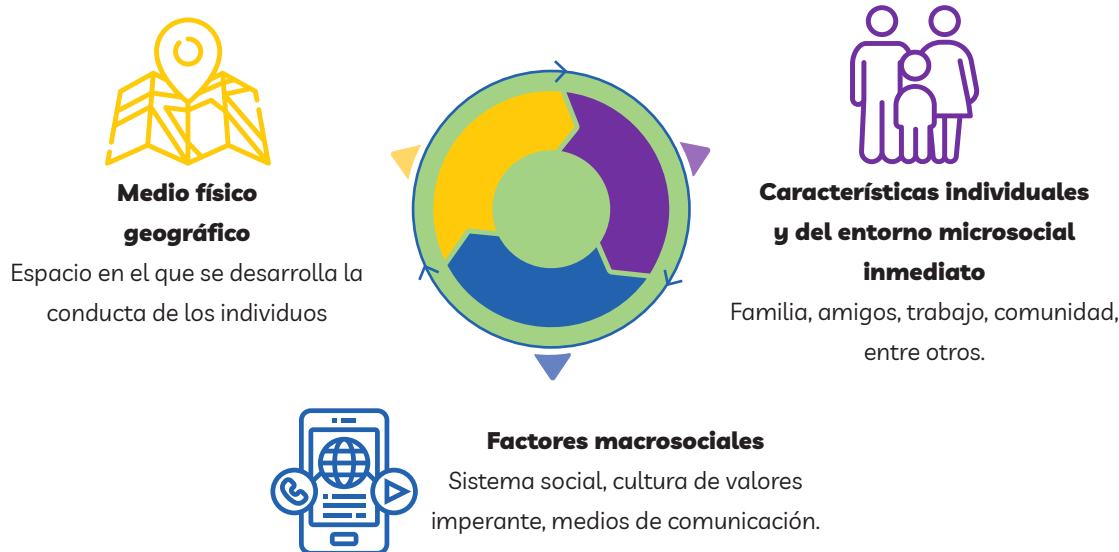 Medio físico
geográfico
Espacio en el que se desarrolla la
conducta de los individuos
Características individuales
y del entorno microsocial
inmediato
Familia, amigos, trabajo, comunidad,
entre otros.
Factores macrosociales
Sistema social, cultura de valores
imperante, medios de comunicación.